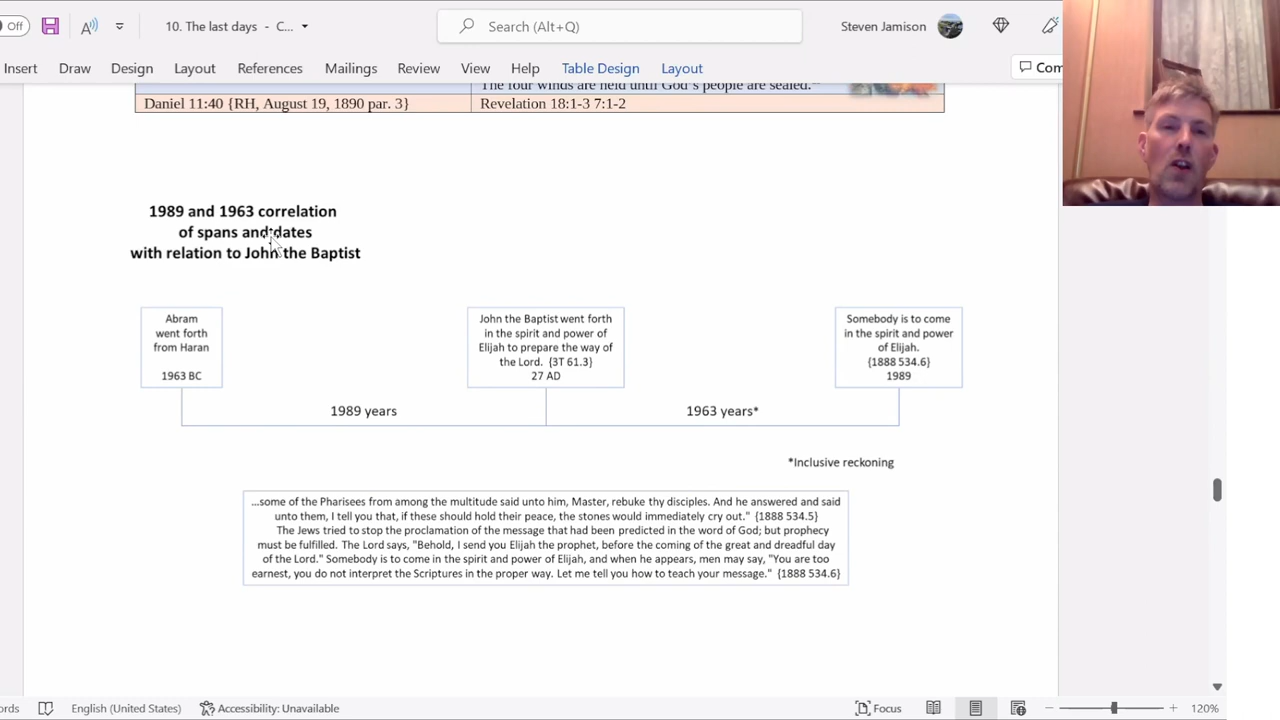 Off
10. The last days - C...
Search (Alt+Q)
Steven Jamison
Insert Draw Design Layout References Mailings Review View Help Table Design Layout
Com
The four winds are held until God's people are sealed."
Daniel 11:40 {RH, August 19, 1890 par. 3}
Revelation 18:1-3 7:1-2
1989 and 1963 correlation
of spans and dates
with relation to John the Baptist
Abram
went forth
from Haran
1963 BC
John the Baptist went forth
in the spirit and power of
Elijah to prepare the way of
the Lord. {3T 61.3}
27 AD
Somebody is to come
in the spirit and power
of Elijah.
{1888 534.6}
1989
1989 years
1963 years*
*Inclusive reckoning
...some of the Pharisees from among the multitude said unto him, Master, rebuke thy disciples. And he answered and said
unto them, I tell you that, if these should hold their peace, the stones would immediately cry out." {1888 534.5}
The Jews tried to stop the proclamation of the message that had been predicted in the word of God; but prophecy
must be fulfilled. The Lord says, "Behold, I send you Elijah the prophet, before the coming of the great and dreadful day
of the Lord." Somebody is to come in the spirit and power of Elijah, and when he appears, men may say, "You are too
earnest, you do not interpret the Scriptures in the proper way. Let me tell you how to teach your message." {1888 534.6}
ords
English (United States)
Accessibility: Unavailable
Focus
120%